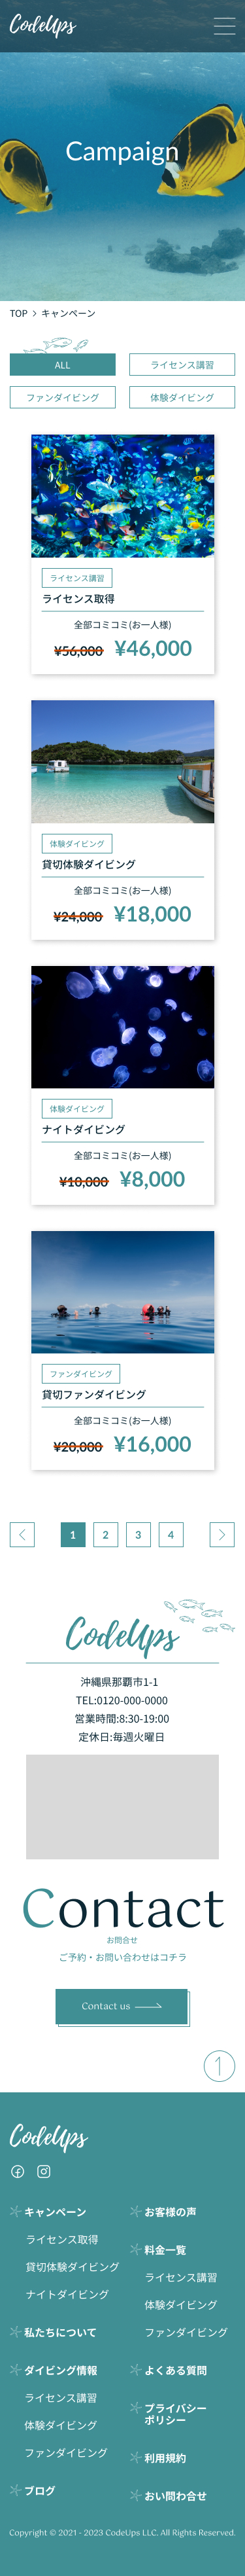 CodeUps
Campaign
TOP > キャンペーン
ALL
ライセンス講習
ファンダイビング
体験ダイビング
ライセンス講習
ライセンス取得
全部コミコミ(お一人様)
¥56,000 ¥46,000
体験ダイビング
貸切体験ダイビング
全部コミコミ(お一人様)
¥24,000 ¥18,000
体験ダイビング
ナイトダイビング
全部コミコミ(お一人様)
¥10,000 ¥8,000
ファンダイビング
貸切ファンダイビング
全部コミコミ(お一人様)
¥20,000 ¥16,000
1 2 3 4
CodeUps
沖縄県那覇市1-1
TEL:0120-000-0000
営業時間:8:30-19:00
定休日:毎週火曜日
Contact
お問合せ
ご予約・お問い合わせはコチラ
Contact us
CodeUps
キャンペーン
ライセンス取得
貸切体験ダイビング
ナイトダイビング
私たちについて
ダイビング情報
ライセンス講習
体験ダイビング
ファンダイビング
ブログ
お客様の声
料金一覧
ライセンス講習
体験ダイビング
ファンダイビング
よくある質問
プライバシー
ポリシー
利用規約
おい問わ合せ
Copyright © 2021 - 2023 CodeUps LLC. All Rights Reserved.